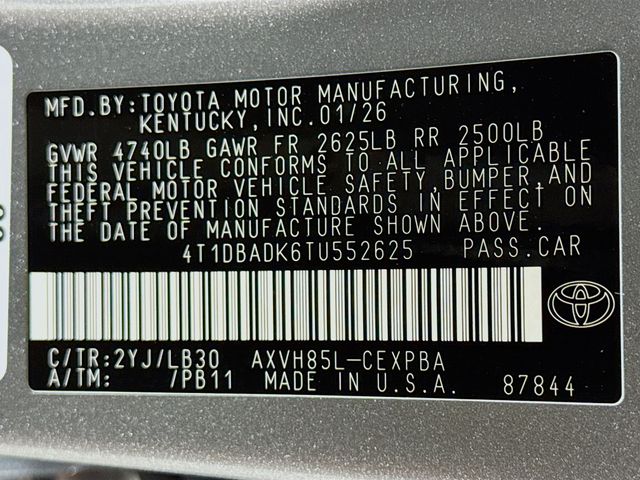 MFD.BY:TOYOTA MOTOR MANUFACTURING,
KENTUCKY,INC.01/26
GVWR 4740LB GAWR FR 2625LB RR 2500LB
THIS VEHICLE CONFORMS TO ALL APPLICABLE
FEDERAL MOTOR VEHICLE SAFETY,BUMPER,AND
THEFT PREVENTION STANDARDS IN EFFECT ON
THE DATE OF MANUFACTURE SHOWN ABOVE.
4T1DBADK6TU552625 PASS.CAR
C/TR:2YJ/LB30 AXVH85L-CEXPBA
A/TM: /PB11 MADE IN U.S.A. 87844